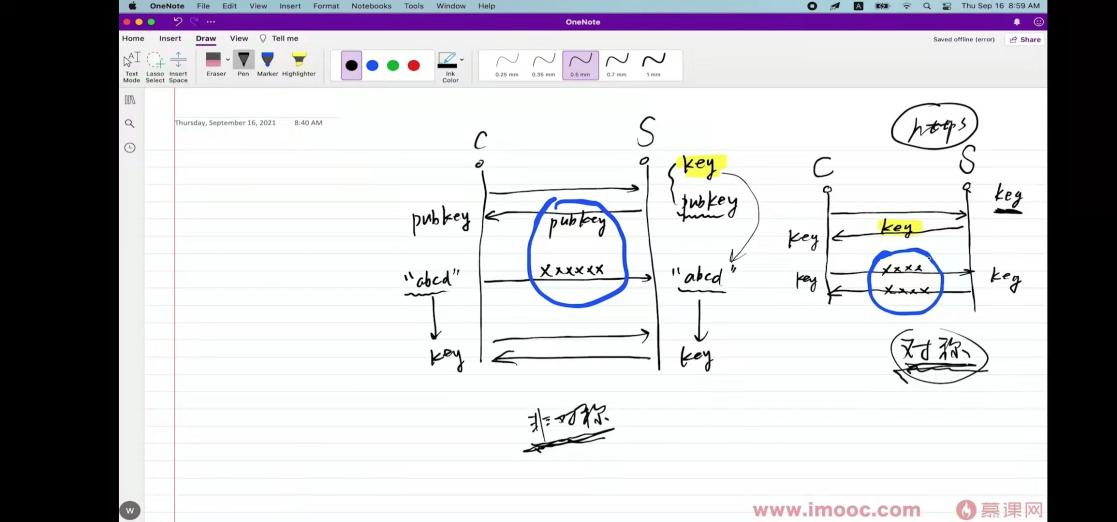 OneNote File Edit View Insert Format Notebooks Tools Window Help
A
Thu Sep 16 8:59 AM
OneNote
Home Insert Draw View Tell me
Saved offline (error) Share
Text Mode
Lasso Select
Insert Space
Eraser
Pen
Marker
Highlighter
Ink Color
0.25 mm
0.35 mm
0.5 mm
0.7 mm
1 mm
Thursday, September 16, 2021 8:40 AM
C
S
key
pubkey
pubkey
pubkey
xxxxxx
"abcd"
"abcd"
key
key
非对称
https
C
S
key
key
key
xxxx
key
key
xxxx
对称
W
www.imooc.com
慕课网